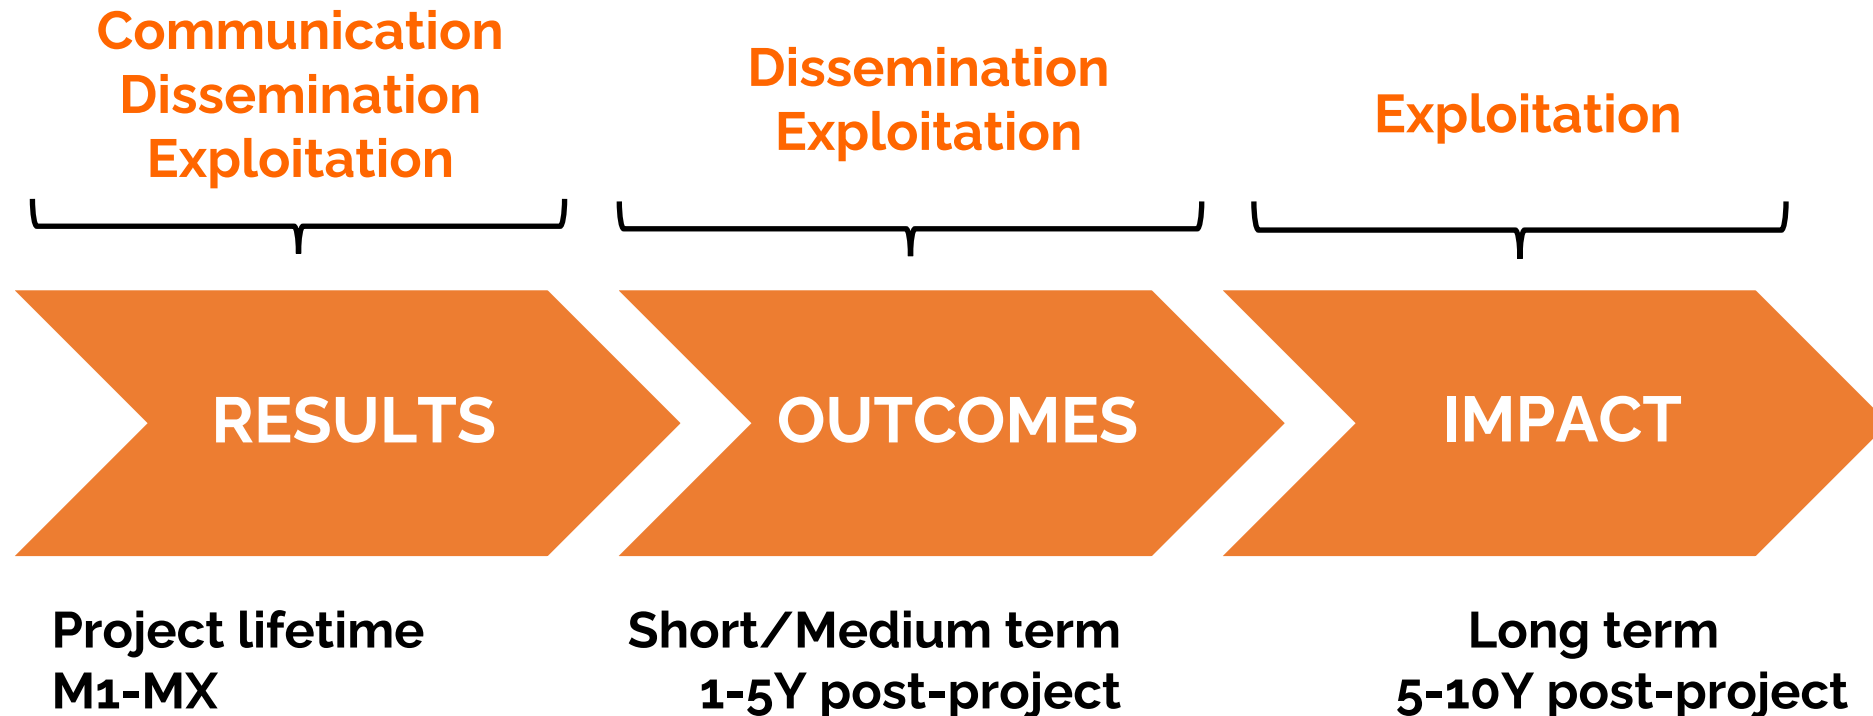 Communication
Dissemination
Exploitation
Dissemination
Exploitation
Exploitation
RESULTS
OUTCOMES
IMPACT
Project lifetime
M1-MX
Short/Medium term
1-5Y post-project
Long term
5-10Y post-project